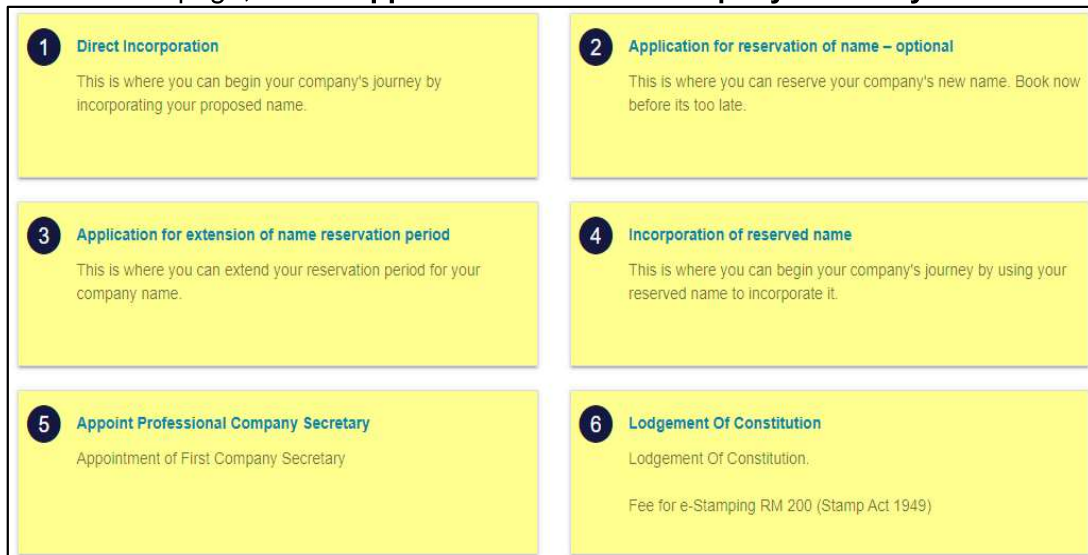 1 Direct Incorporation
This is where you can begin your company's journey by
incorporating your proposed name.
2 Application for reservation of name – optional
This is where you can reserve your company's new name. Book now
before its too late.
3 Application for extension of name reservation period
This is where you can extend your reservation period for your
company name.
4 Incorporation of reserved name
This is where you can begin your company's journey by using your
reserved name to incorporate it.
5 Appoint Professional Company Secretary
Appointment of First Company Secretary
6 Lodgement Of Constitution
Lodgement Of Constitution.
Fee for e-Stamping RM 200 (Stamp Act 1949)